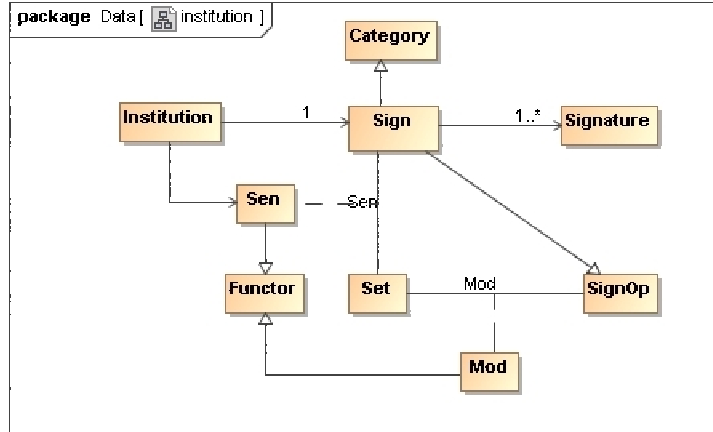 package Data [ institution ]
Category
Institution
1
Sign
1..*
Signature
Sen
Sen
Functor
Set
Mod
SignOp
Mod